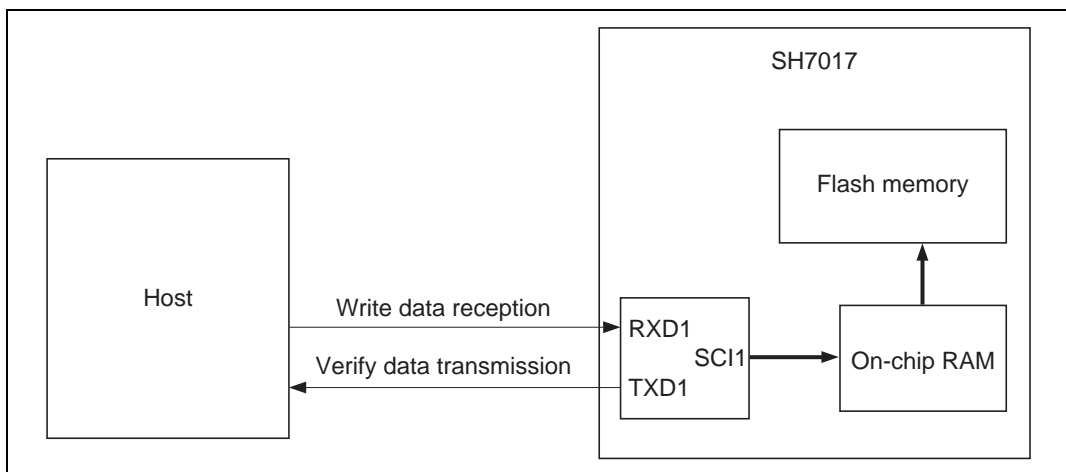 SH7017
Flash memory
Host
Write data reception
RXD1
SCI1
On-chip RAM
Verify data transmission
TXD1